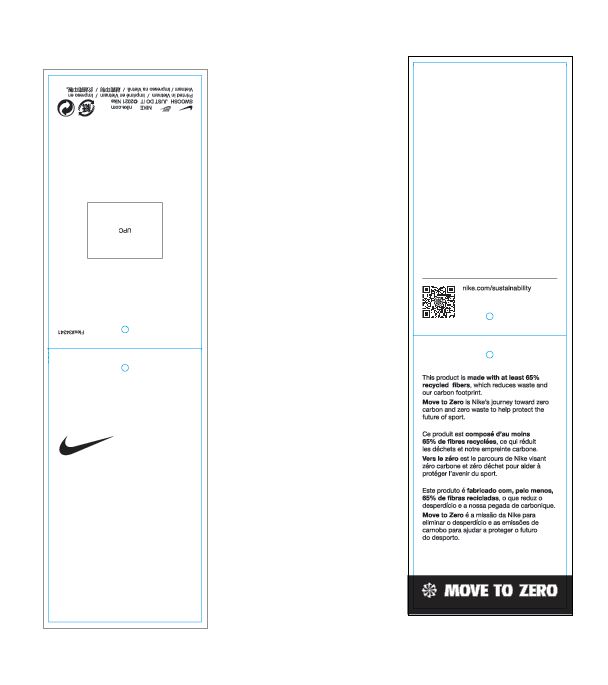 Printed in Vietnam / Imprimé en Vietnam / Impreso en
Vietnam / Impresso no Vietnã /
SWOOSH JUST DO IT ©2021 Nike
NIKE nike.com
UPC
nike.com/sustainability
This product is made with at least 65%
recycled fibers, which reduces waste and
our carbon footprint.
Move to Zero is Nike's journey toward zero
carbon and zero waste to help protect the
future of sport.
Ce produit est composé d'au moins
65% de fibres recyclées, ce qui réduit
les déchets et notre empreinte carbone.
Vers le zéro est le parcours de Nike visant
zéro carbone et zéro déchet pour aider à
protéger l'avenir du sport.
Este produto é fabricado com, pelo menos,
65% de fibras recicladas, o que reduz o
desperdício e a nossa pegada de carbonique.
Move to Zero é a missão da Nike para
eliminar o desperdício e as emissões de
carnobo para ajudar a proteger o futuro
do desporto.
MOVE TO ZERO